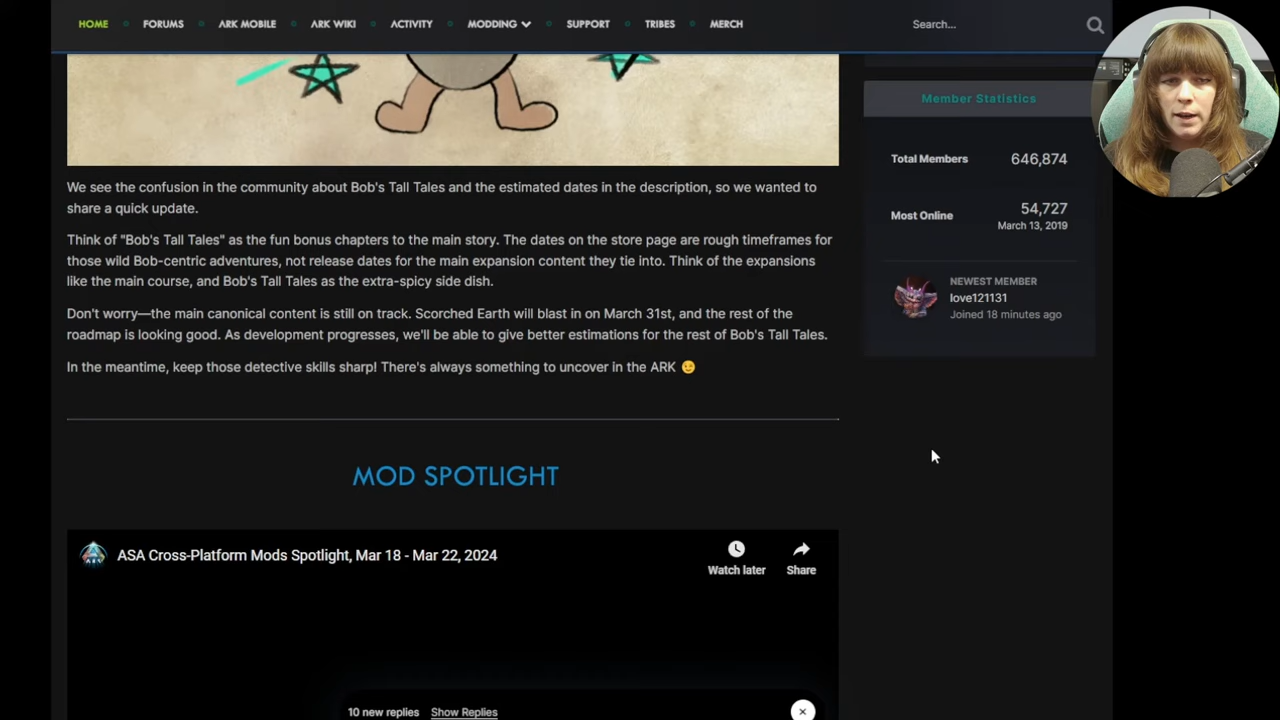 HOME FORUMS ARK MOBILE ARK WIKI ACTIVITY MODDING SUPPORT TRIBES MERCH Search...
Member Statistics
Total Members 646,874
Most Online 54,727
March 13, 2019
NEWEST MEMBER
love121131
Joined 18 minutes ago
We see the confusion in the community about Bob's Tall Tales and the estimated dates in the description, so we wanted to
share a quick update.
Think of "Bob's Tall Tales" as the fun bonus chapters to the main story. The dates on the store page are rough timeframes for
those wild Bob-centric adventures, not release dates for the main expansion content they tie into. Think of the expansions
like the main course, and Bob's Tall Tales as the extra-spicy side dish.
Don't worry—the main canonical content is still on track. Scorched Earth will blast in on March 31st, and the rest of the
roadmap is looking good. As development progresses, we'll be able to give better estimations for the rest of Bob's Tall Tales.
In the meantime, keep those detective skills sharp! There's always something to uncover in the ARK 😉
MOD SPOTLIGHT
ASA Cross-Platform Mods Spotlight, Mar 18 - Mar 22, 2024
Watch later Share
10 new replies Show Replies